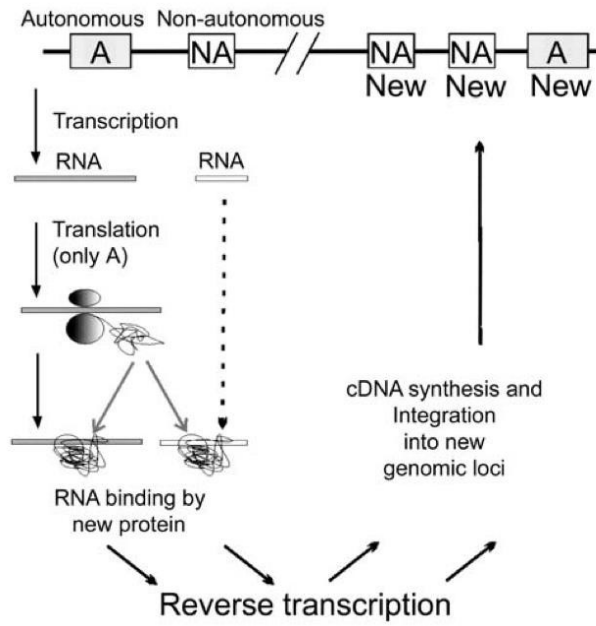 Autonomous Non-autonomous
A NA NA NA A
New New New
Transcription
RNA RNA
Translation
(only A)
cDNA synthesis and
Integration
into new
genomic loci
RNA binding by
new protein
Reverse transcription